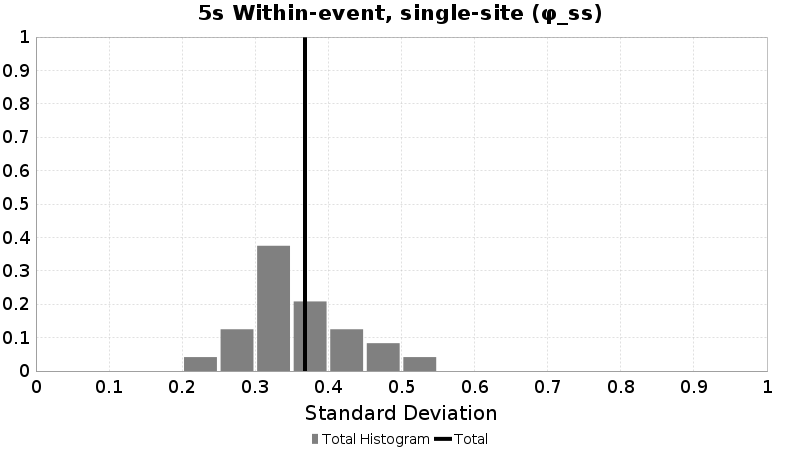 5s Within-event, single-site (φ_ss)
1
0.9
0.8
0.7
0.6
0.5
0.4
0.3
0.2
0.1
0
0 0.1 0.2 0.3 0.4 0.5 0.6 0.7 0.8 0.9 1
Standard Deviation
Total Histogram Total